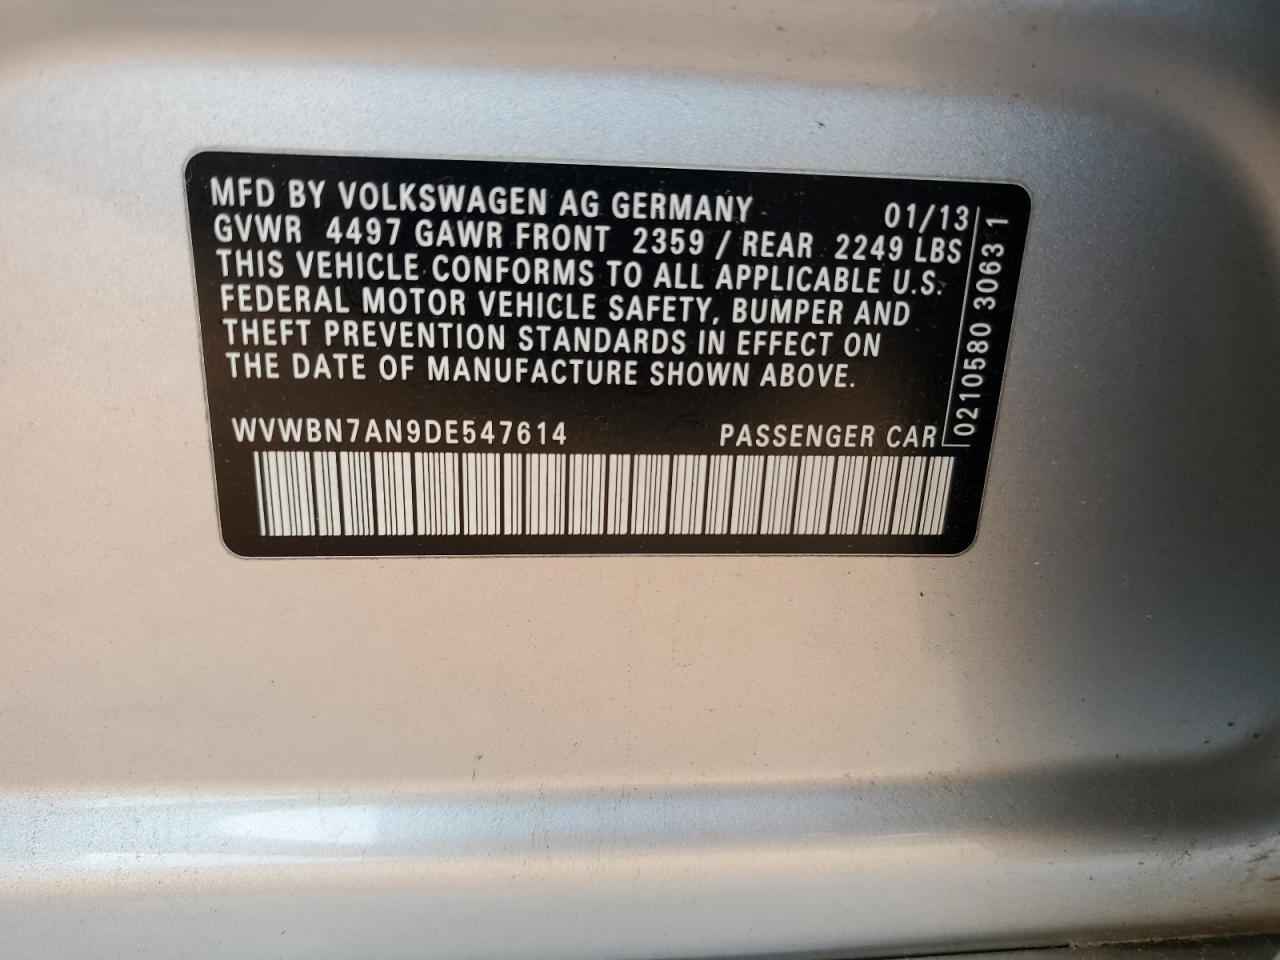 MFD BY VOLKSWAGEN AG GERMANY 01/13
GVWR 4497 GAWR FRONT 2359 / REAR 2249 LBS
THIS VEHICLE CONFORMS TO ALL APPLICABLE U.S.
FEDERAL MOTOR VEHICLE SAFETY, BUMPER AND
THEFT PREVENTION STANDARDS IN EFFECT ON
THE DATE OF MANUFACTURE SHOWN ABOVE.
WVWBN7AN9DE547614 PASSENGER CAR
0210580 3063 1